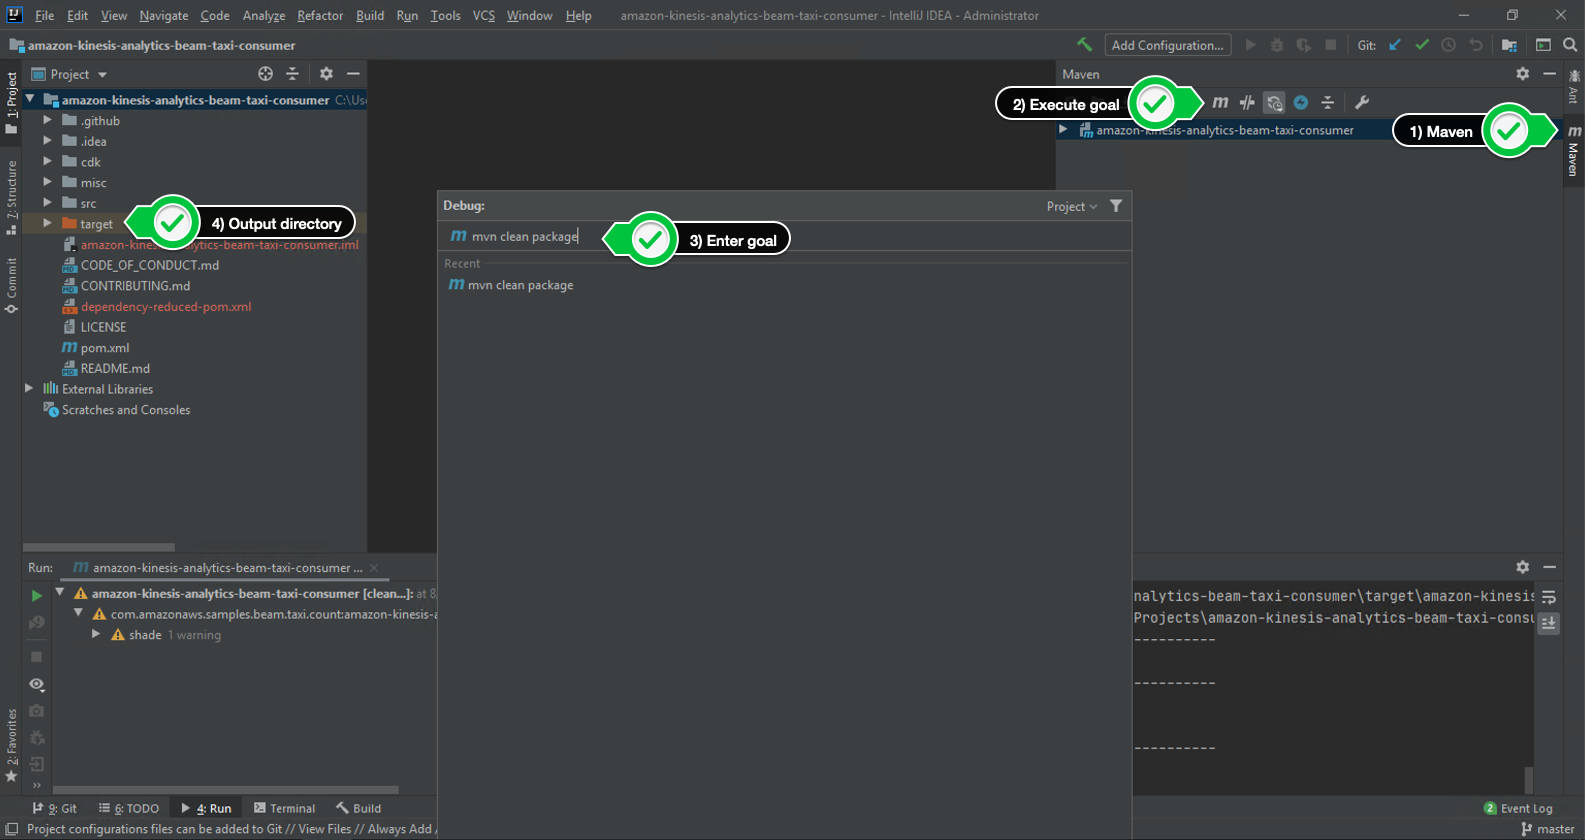 File Edit View Navigate Code Analyze Refactor Build Run Tools VCS Window Help amazon-kinesis-analytics-beam-taxi-consumer - IntelliJ IDEA - Administrator
amazon-kinesis-analytics-beam-taxi-consumer
Add Configuration...
Git:
1: Project
7: Structure
Commit
2: Favorites
Project
amazon-kinesis-analytics-beam-taxi-consumer C:\Use
.github
.idea
cdk
misc
src
target
4) Output directory
amazon-kinesis-analytics-beam-taxi-consumer.iml
CODE_OF_CONDUCT.md
CONTRIBUTING.md
dependency-reduced-pom.xml
LICENSE
pom.xml
README.md
External Libraries
Scratches and Consoles
Debug:
Project
mvn clean package
3) Enter goal
Recent
mvn clean package
Maven
2) Execute goal
amazon-kinesis-analytics-beam-taxi-consumer
1) Maven
Ant
Maven
Run: amazon-kinesis-analytics-beam-taxi-consumer ...
amazon-kinesis-analytics-beam-taxi-consumer [clean...]: at 8/
com.amazonaws.samples.beam.taxi.count:amazon-kinesis-a
shade 1 warning
nalytics-beam-taxi-consumer\target\amazon-kinesis
Projects\amazon-kinesis-analytics-beam-taxi-consu
----------
----------
----------
9: Git 6: TODO 4: Run Terminal Build
2 Event Log
Project configurations files can be added to Git // View Files // Always Add /
master